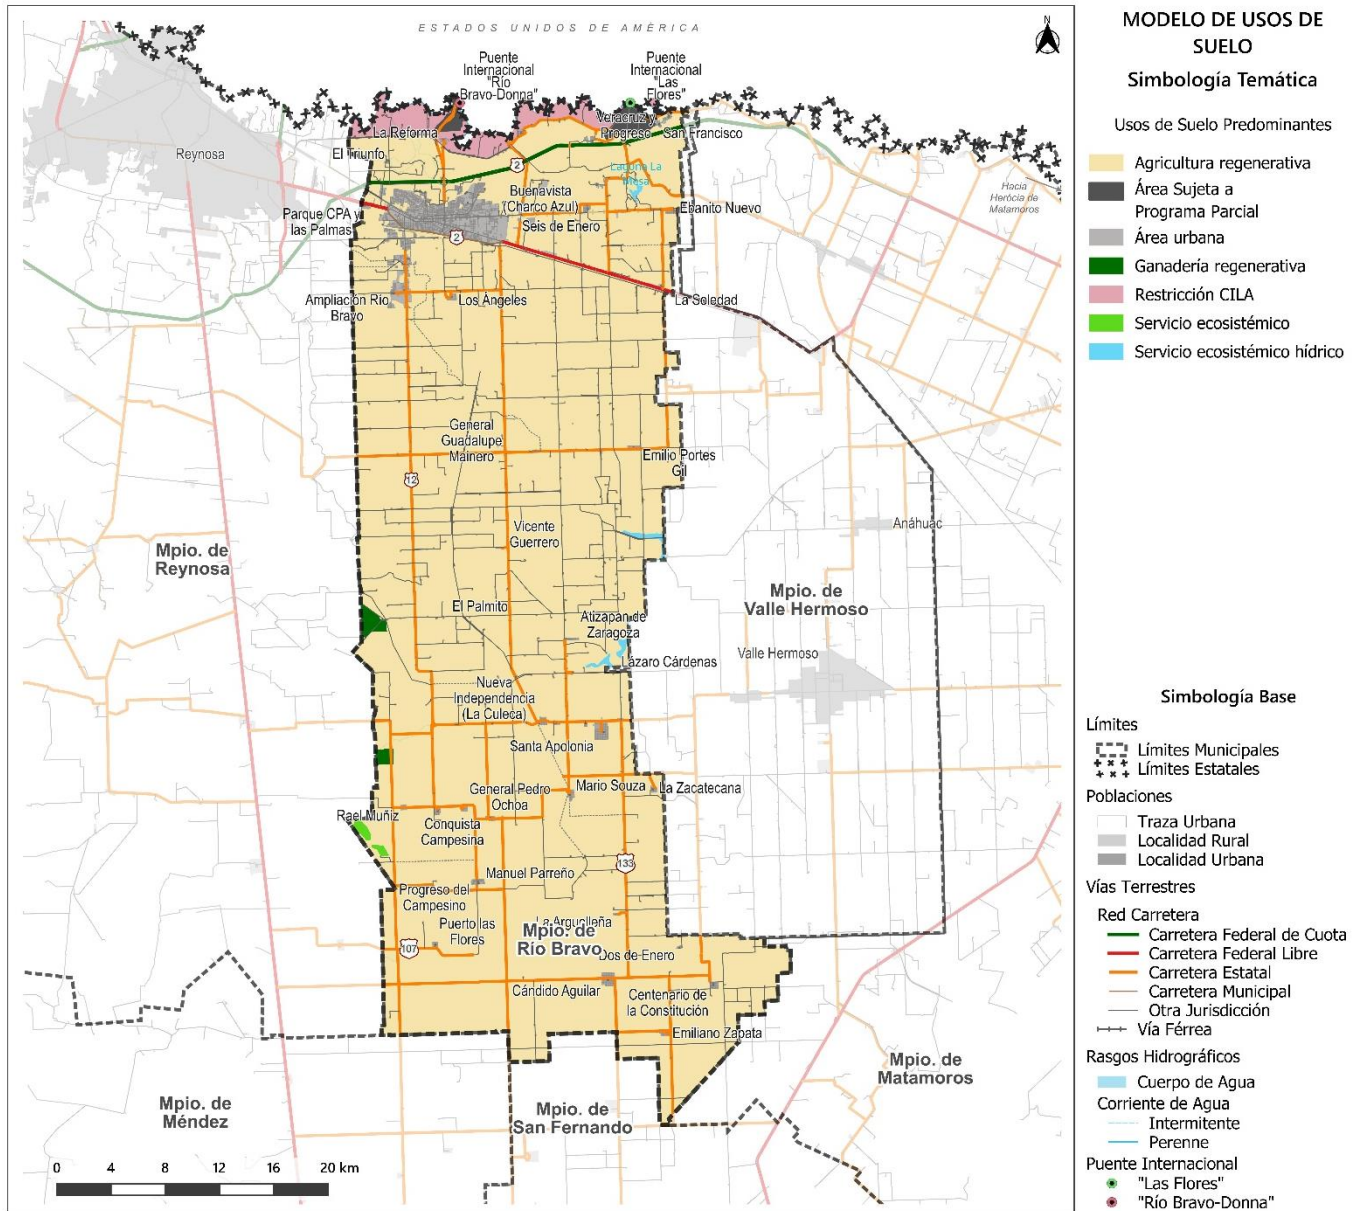 ESTADOS UNIDOS DE AMÉRICA
N
Puente
Internacional
"Río
Bravo-Donna"
Puente
Internacional
"Las
Flores"
La Reforma
Veracruz y
Progreso
San Francisco
El Triunfo
Reynosa
2
Laguna La
Mesa
Hacia
Heróica de
Matamoros
Buenavista
(Charco Azul)
Ebanito Nuevo
Parque CPA y
las Palmas
Seis de Enero
2
Ampliación Río
Bravo
Los Ángeles
La Soledad
General
Guadalupe
Mainero
Emilio Portes
Gil
12
Vicente
Guerrero
Anáhuac
Mpio. de
Reynosa
Mpio. de
Valle Hermoso
El Palmito
Atizapán de
Zaragoza
Lázaro Cárdenas
Valle Hermoso
Nueva
Independencia
(La Culeca)
Santa Apolonia
General Pedro
Ochoa
Mario Souza
La Zacatecana
Rael Muñiz
Conquista
Campesina
133
Manuel Parreño
Progreso del
Campesino
Puerto las
Flores
La Arguelleña
Mpio. de
Río Bravo
Dos de Enero
107
Cándido Aguilar
Centenario de
la Constitución
Emiliano Zapata
Mpio. de
Matamoros
Mpio. de
Méndez
Mpio. de
San Fernando
0 4 8 12 16 20 km
MODELO DE USOS DE
SUELO
Simbología Temática
Usos de Suelo Predominantes
Agricultura regenerativa
Área Sujeta a
Programa Parcial
Área urbana
Ganadería regenerativa
Restricción CILA
Servicio ecosistémico
Servicio ecosistémico hídrico
Simbología Base
Límites
Límites Municipales
Límites Estatales
Poblaciones
Traza Urbana
Localidad Rural
Localidad Urbana
Vías Terrestres
Red Carretera
Carretera Federal de Cuota
Carretera Federal Libre
Carretera Estatal
Carretera Municipal
Otra Jurisdicción
Vía Férrea
Rasgos Hidrográficos
Cuerpo de Agua
Corriente de Agua
Intermitente
Perenne
Puente Internacional
"Las Flores"
"Río Bravo-Donna"